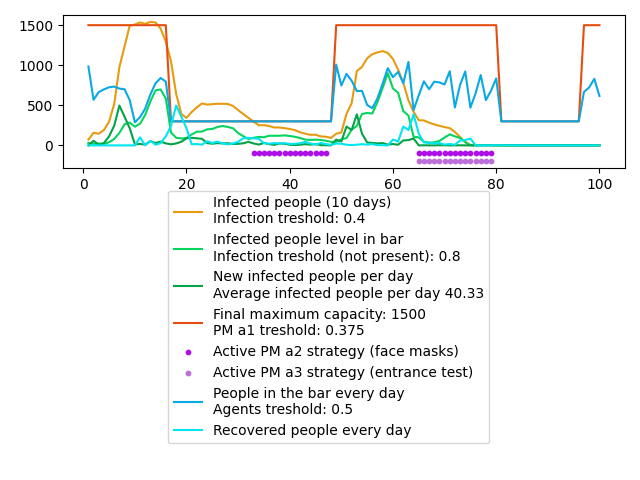 1500
1000
500
0
0 20 40 60 80 100
Infected people (10 days)
Infection treshold: 0.4
Infected people level in bar
Infection treshold (not present): 0.8
New infected people per day
Average infected people per day 40.33
Final maximum capacity: 1500
PM a1 treshold: 0.375
Active PM a2 strategy (face masks)
Active PM a3 strategy (entrance test)
People in the bar every day
Agents treshold: 0.5
Recovered people every day